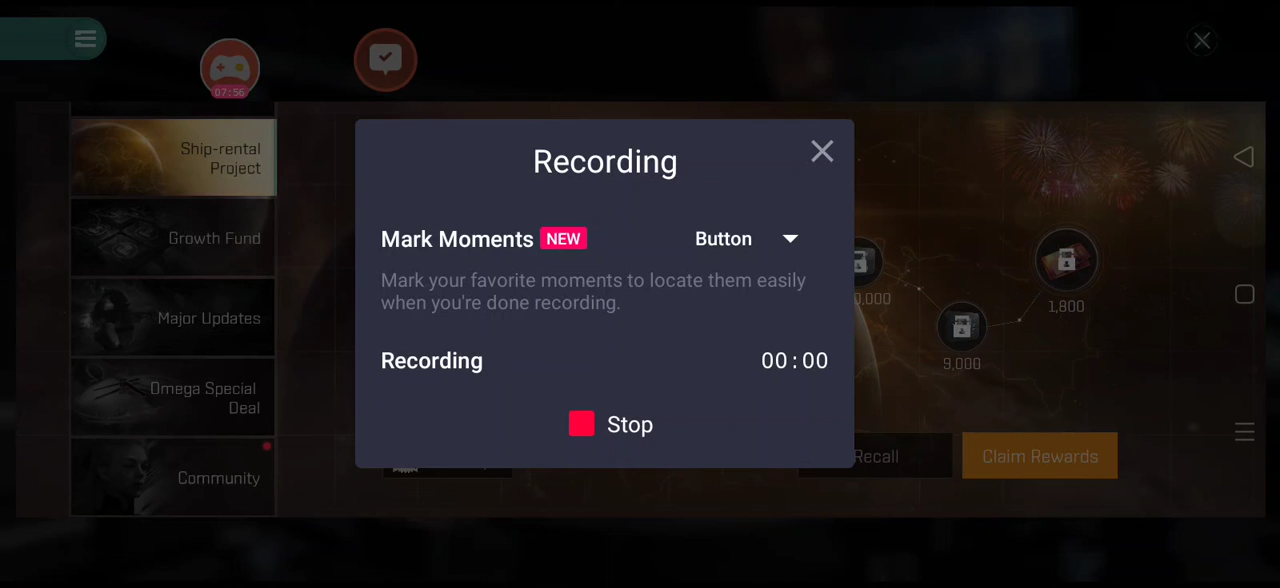 07:56
Ship-rental
Project
Growth Fund
Major Updates
Omega Special
Deal
Community
Recording
Mark Moments NEW
Button
Mark your favorite moments to locate them easily
when you're done recording.
Recording
00:00
Stop
1,800
9,000
Recall
Claim Rewards